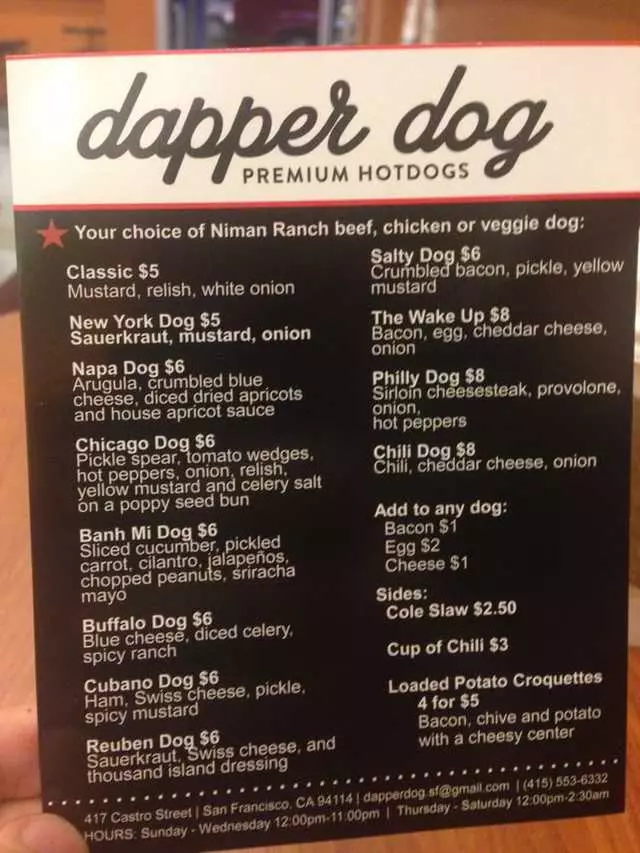 dapper dog
PREMIUM HOTDOGS
Your choice of Niman Ranch beef, chicken or veggie dog:
Classic $5
Mustard, relish, white onion
New York Dog $5
Sauerkraut, mustard, onion
Napa Dog $6
Arugula, crumbled blue
cheese, diced dried apricots
and house apricot sauce
Chicago Dog $6
Pickle spear, tomato wedges,
hot peppers, onion, relish,
yellow mustard and celery salt
on a poppy seed bun
Banh Mi Dog $6
Sliced cucumber, pickled
carrot, cilantro, jalapeños,
chopped peanuts, sriracha
mayo
Buffalo Dog $6
Blue cheese, diced celery,
spicy ranch
Cubano Dog $6
Ham, Swiss cheese, pickle,
spicy mustard
Reuben Dog $6
Sauerkraut, Swiss cheese, and
thousand island dressing
Salty Dog $6
Crumbled bacon, pickle, yellow
mustard
The Wake Up $8
Bacon, egg, cheddar cheese,
onion
Philly Dog $8
Sirloin cheesesteak, provolone,
onion,
hot peppers
Chili Dog $8
Chili, cheddar cheese, onion
Add to any dog:
Bacon $1
Egg $2
Cheese $1
Sides:
Cole Slaw $2.50
Cup of Chili $3
Loaded Potato Croquettes
4 for $5
Bacon, chive and potato
with a cheesy center
417 Castro Street | San Francisco, CA 94114 | dapperdog.sf@gmail.com | (415) 553-6332
HOURS: Sunday - Wednesday 12:00pm-11:00pm | Thursday - Saturday 12:00pm-2:30am